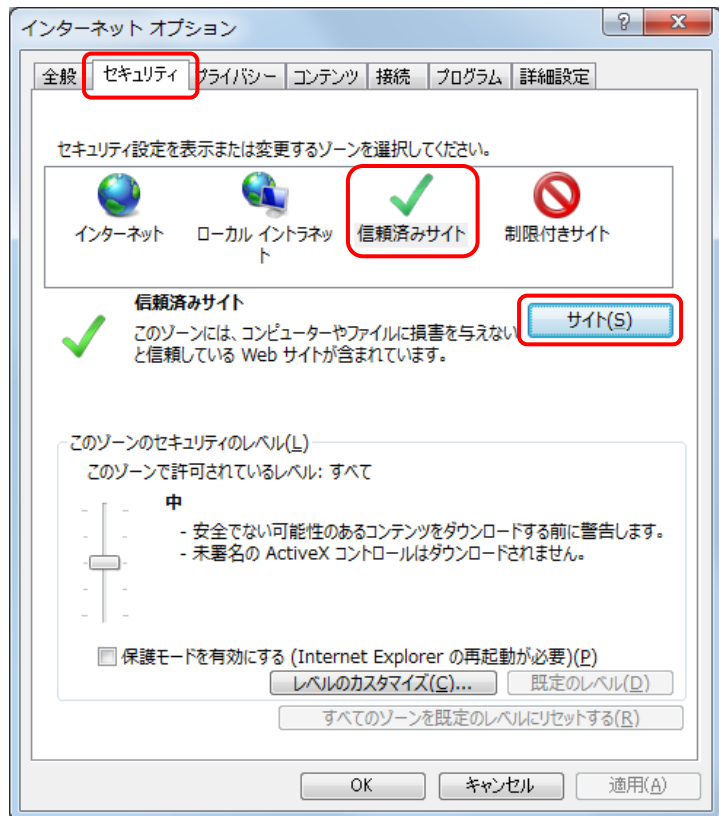 インターネット オプション
全般 セキュリティ プライバシー コンテンツ 接続 プログラム 詳細設定
セキュリティ設定を表示または変更するゾーンを選択してください。
インターネット ローカル イントラネッ 信頼済みサイト 制限付きサイト
ト
信頼済みサイト
サイト(S)
このゾーンには、コンピューターやファイルに損害を与えない
と信頼している Web サイトが含まれています。
このゾーンのセキュリティのレベル(L)
このゾーンで許可されているレベル: すべて
中
- 安全でない可能性のあるコンテンツをダウンロードする前に警告します。
- 未署名の ActiveX コントロールはダウンロードされません。
保護モードを有効にする (Internet Explorer の再起動が必要)(P)
レベルのカスタマイズ(C)... 既定のレベル(D)
すべてのゾーンを既定のレベルにリセットする(R)
OK キャンセル 適用(A)